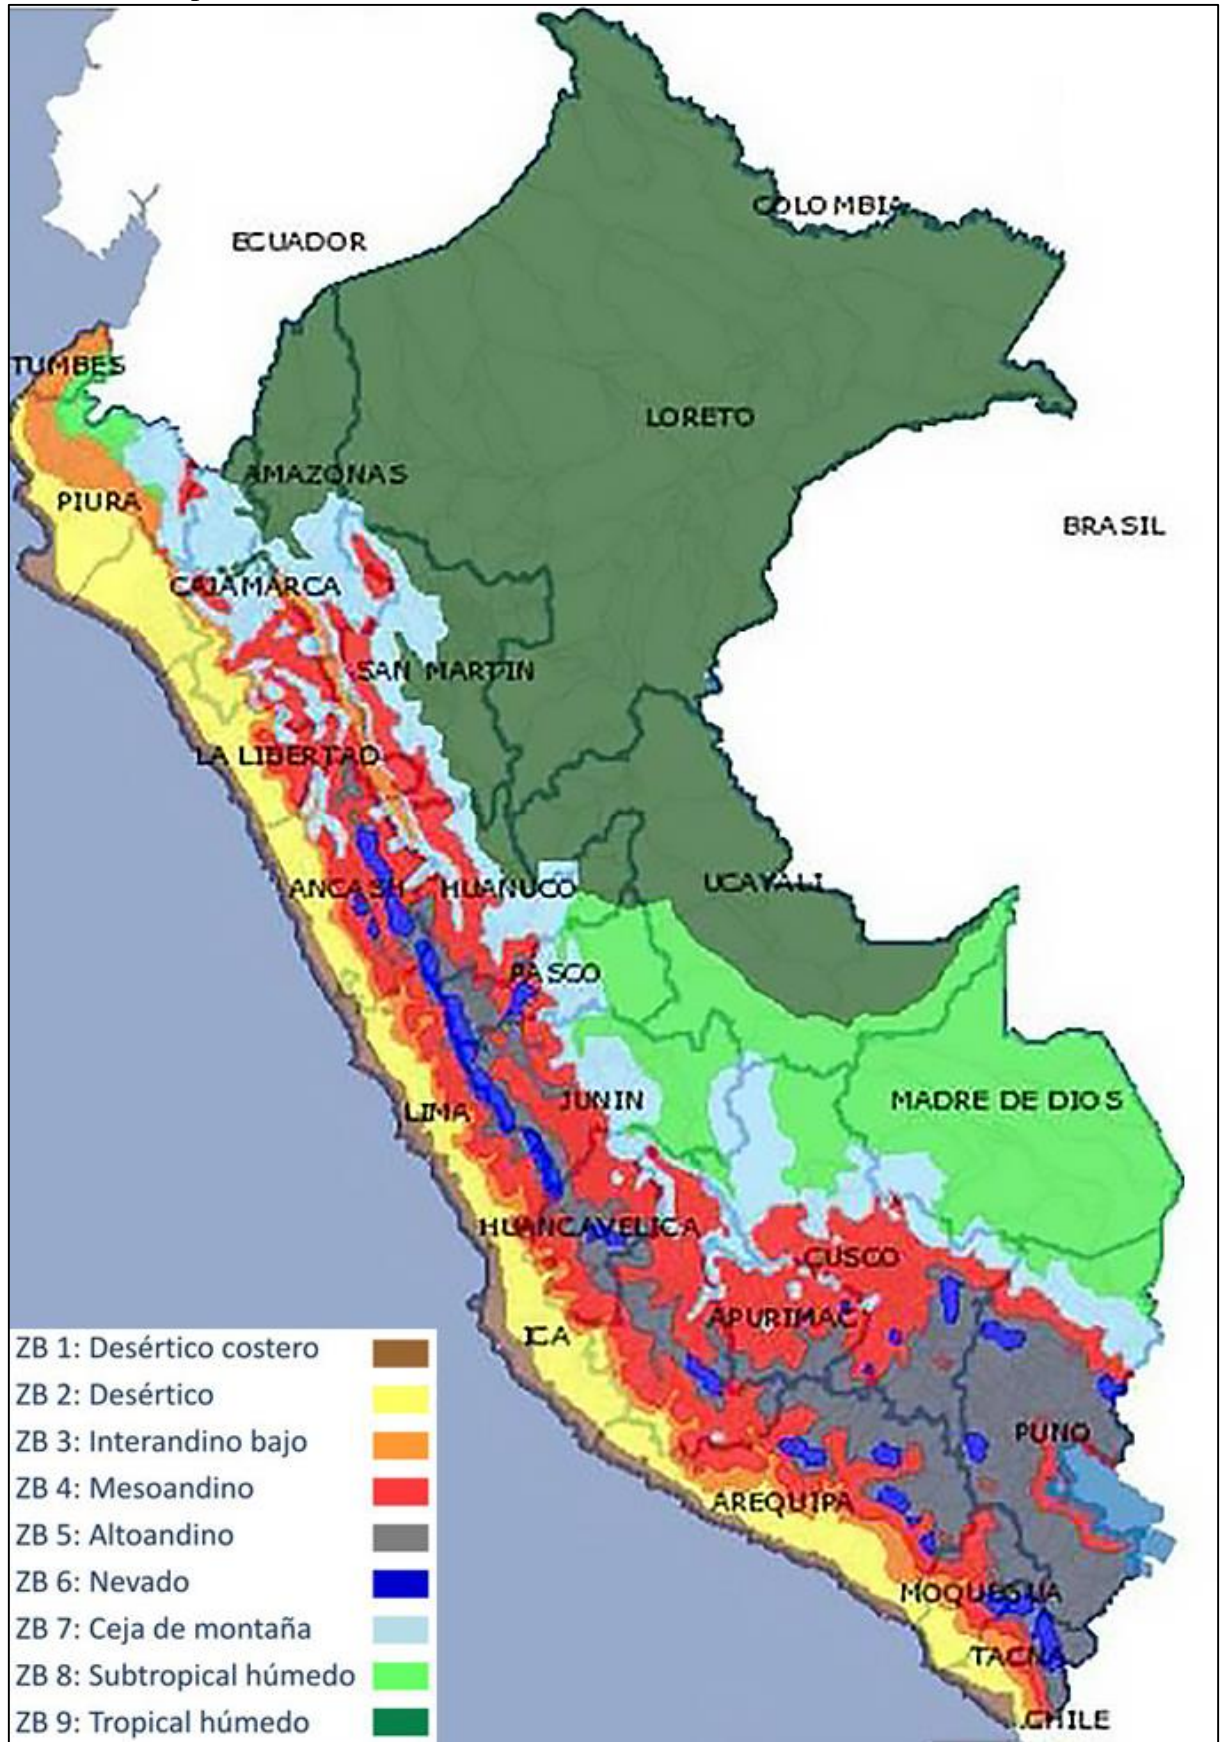 COLOMBIA
ECUADOR
TUMBES
LORETO
AMAZONAS
PIURA
BRASIL
CAJAMARCA
SAN MARTIN
LA LIBERTAD
ANCASH
HUANUCO
UCAYALI
PASCO
LIMA
JUNIN
MADRE DE DIOS
HUANCAVELICA
CUSCO
APURIMAC
ICA
PUNO
AREQUIPA
MOQUEGUA
TACNA
CHILE
ZB 1: Desértico costero
ZB 2: Desértico
ZB 3: Interandino bajo
ZB 4: Mesoandino
ZB 5: Altoandino
ZB 6: Nevado
ZB 7: Ceja de montaña
ZB 8: Subtropical húmedo
ZB 9: Tropical húmedo